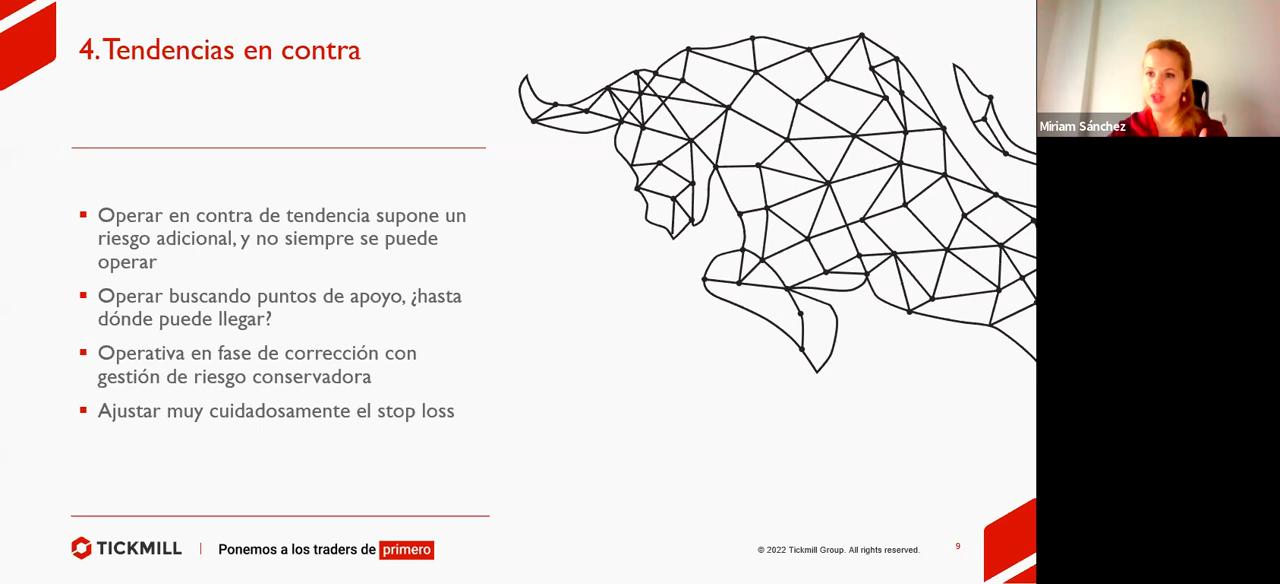 4. Tendencias en contra
Operar en contra de tendencia supone un
riesgo adicional, y no siempre se puede
operar
Operar buscando puntos de apoyo, ¿hasta
dónde puede llegar?
Operativa en fase de corrección con
gestión de riesgo conservadora
Ajustar muy cuidadosamente el stop loss
TICKMILL
Ponemos a los traders de primero
© 2022 Tickmill Group. All rights reserved.
9
Miriam Sánchez